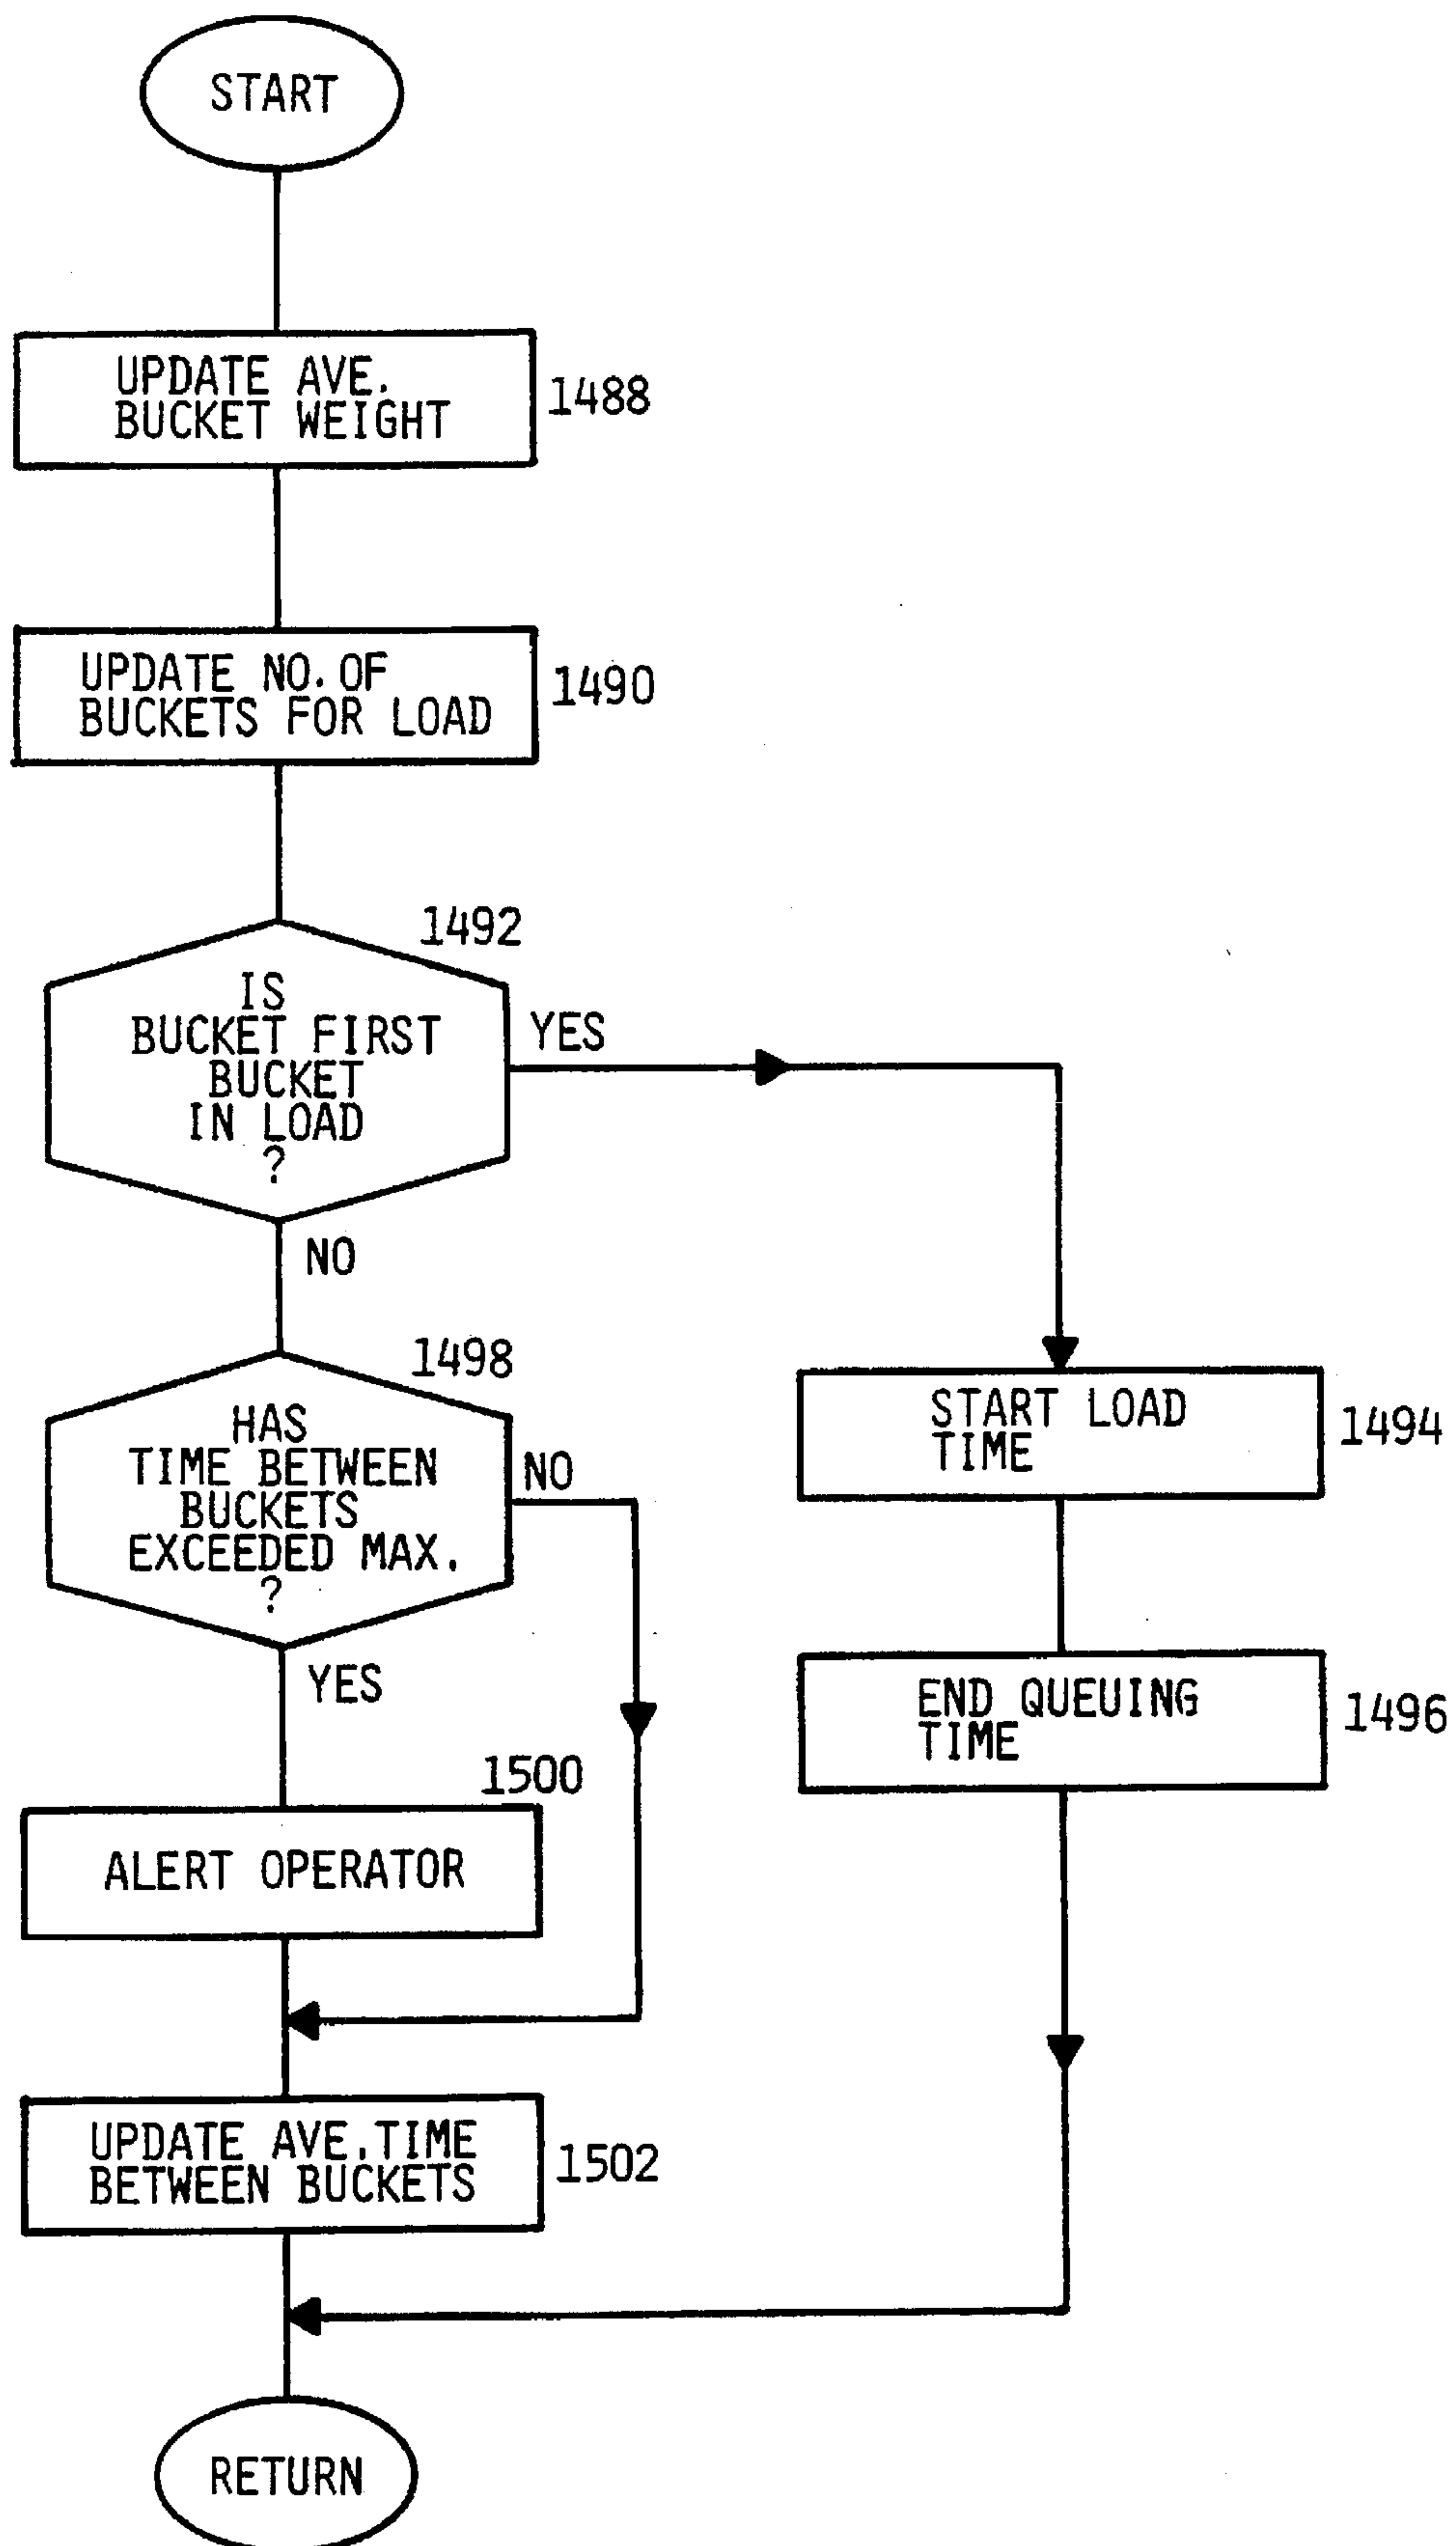 START
UPDATE AVE.
BUCKET WEIGHT
1488
UPDATE NO. OF
BUCKETS FOR LOAD
1490
1492
IS
BUCKET FIRST
BUCKET
IN LOAD
?
YES
NO
1498
HAS
TIME BETWEEN
BUCKETS
EXCEEDED MAX.
?
NO
YES
START LOAD
TIME
1494
END QUEUING
TIME
1496
1500
ALERT OPERATOR
UPDATE AVE. TIME
BETWEEN BUCKETS
1502
RETURN